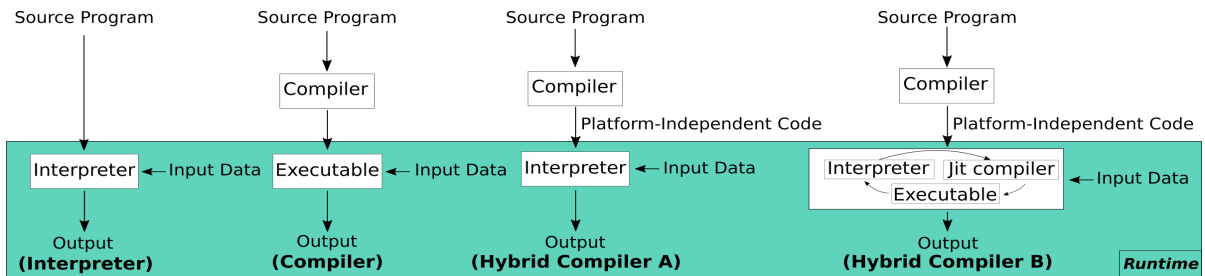 Source Program
Source Program
Source Program
Source Program
Compiler
Compiler
Compiler
Platform-Independent Code
Platform-Independent Code
Interpreter
Input Data
Executable
Input Data
Interpreter
Input Data
Interpreter
Jit compiler
Executable
Input Data
Output
(Interpreter)
Output
(Compiler)
Output
(Hybrid Compiler A)
Output
(Hybrid Compiler B)
Runtime